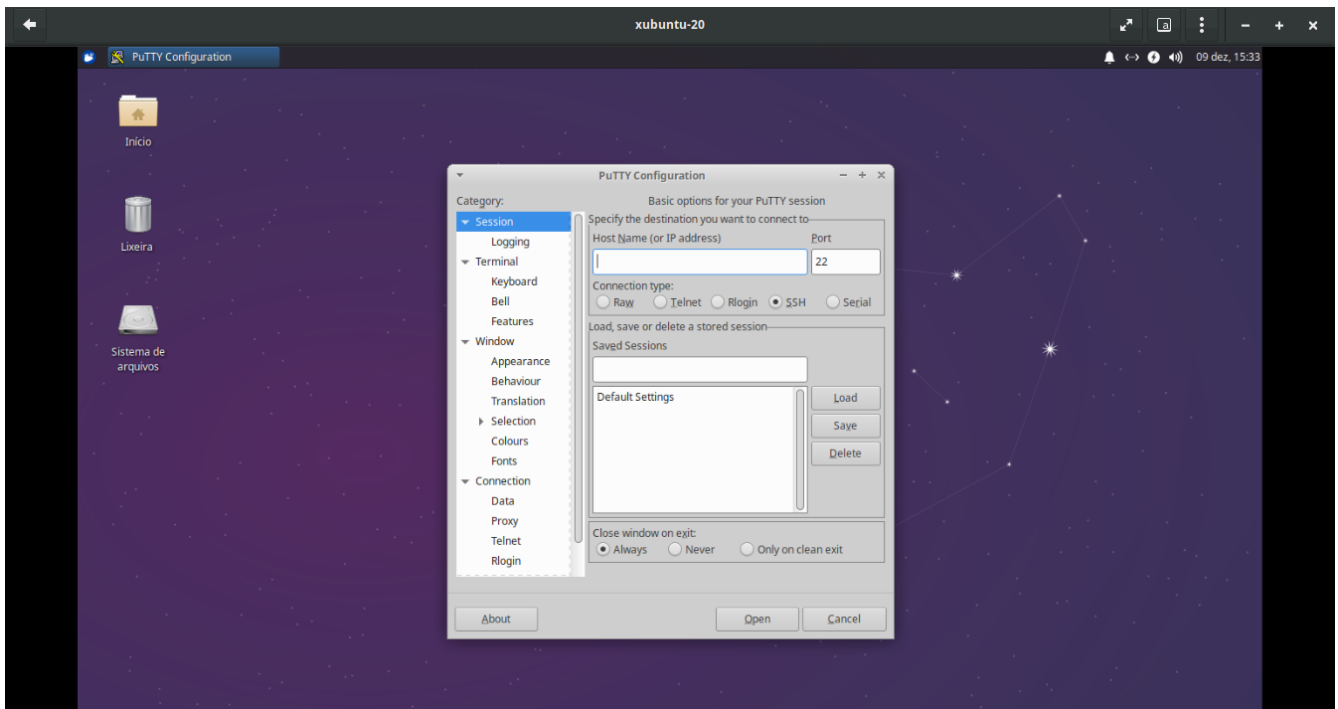 xubuntu-20
a
PuTTY Configuration
09 dez, 15:33
Início
Lixeira
Sistema de
arquivos
PuTTY Configuration
Category:
Session
Logging
Terminal
Keyboard
Bell
Features
Window
Appearance
Behaviour
Translation
Selection
Colours
Fonts
Connection
Data
Proxy
Telnet
Rlogin
Basic options for your PuTTY session
Specify the destination you want to connect to
Host Name (or IP address) Port
22
Connection type:
Raw Telnet Rlogin SSH Serial
Load, save or delete a stored session
Saved Sessions
Default Settings
Load
Save
Delete
Close window on exit:
Always Never Only on clean exit
About Open Cancel